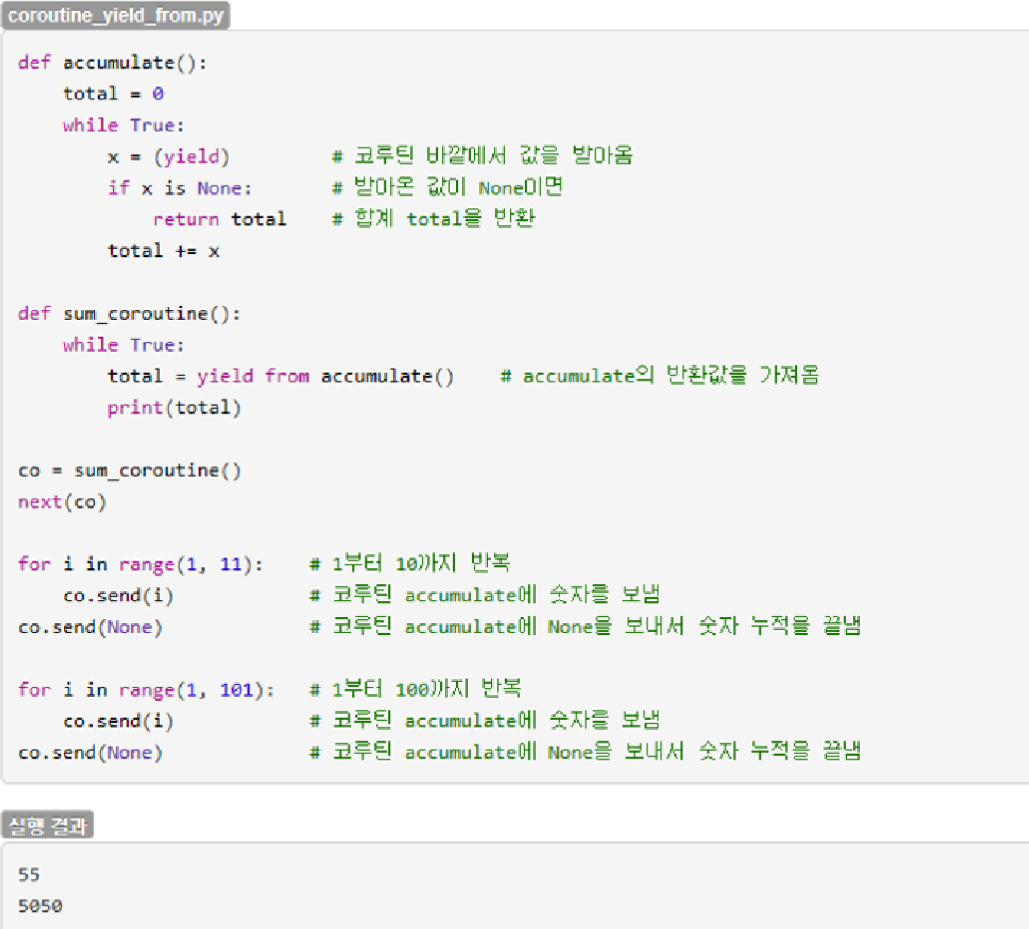 coroutine_yield_from.py
def accumulate():
    total = 0
    while True:
        x = (yield)         # 코루틴 바깥에서 값을 받아옴
        if x is None:       # 받아온 값이 None이면
            return total    # 합계 total을 반환
        total += x

def sum_coroutine():
    while True:
        total = yield from accumulate()    # accumulate의 반환값을 가져옴
        print(total)

co = sum_coroutine()
next(co)

for i in range(1, 11):    # 1부터 10까지 반복
    co.send(i)            # 코루틴 accumulate에 숫자를 보냄
co.send(None)             # 코루틴 accumulate에 None을 보내서 숫자 누적을 끝냄

for i in range(1, 101):   # 1부터 100까지 반복
    co.send(i)            # 코루틴 accumulate에 숫자를 보냄
co.send(None)             # 코루틴 accumulate에 None을 보내서 숫자 누적을 끝냄

실행 결과
55
5050